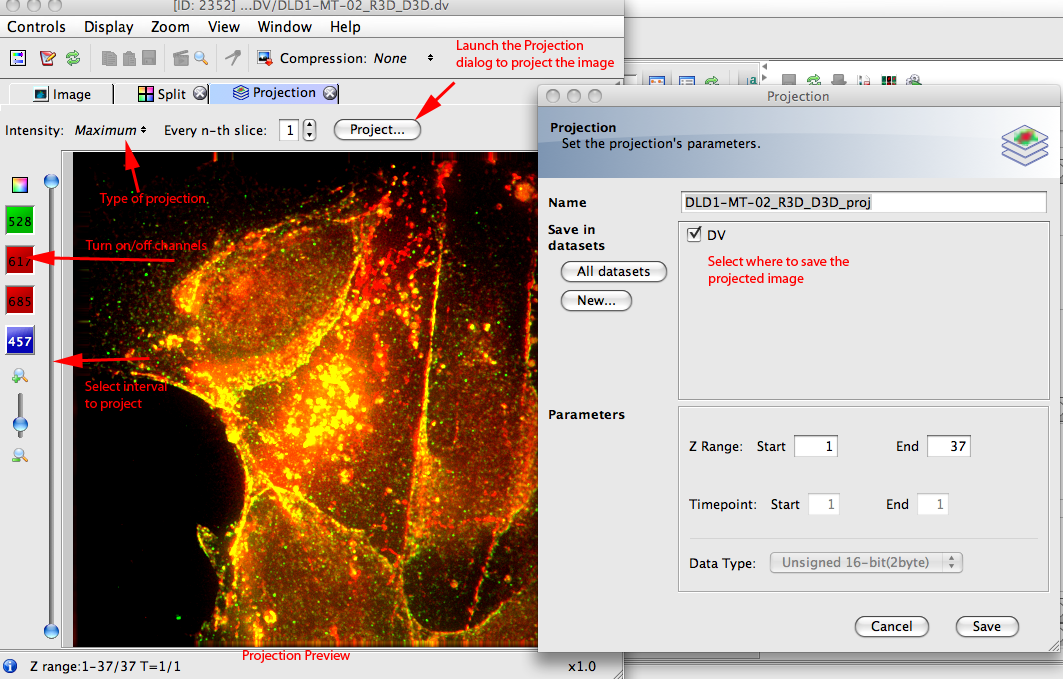 [ID: 2352] ...DV/DLD1-MT-02_R3D_D3D.dv
Controls Display Zoom View Window Help
Compression: None
Launch the Projection
dialog to project the image
Image Split Projection
Intensity: Maximum Every n-th slice: 1 Project...
Type of projection.
528
Turn on/off channels
617
685
457
Select interval
to project
Projection Preview
Z range:1-37/37 T=1/1 x1.0
Projection
Projection
Set the projection's parameters.
Name DLD1-MT-02_R3D_D3D_proj
Save in
datasets
DV
All datasets
New...
Select where to save the
projected image
Parameters
Z Range: Start 1 End 37
Timepoint: Start 1 End 1
Data Type: Unsigned 16-bit(2byte)
Cancel Save